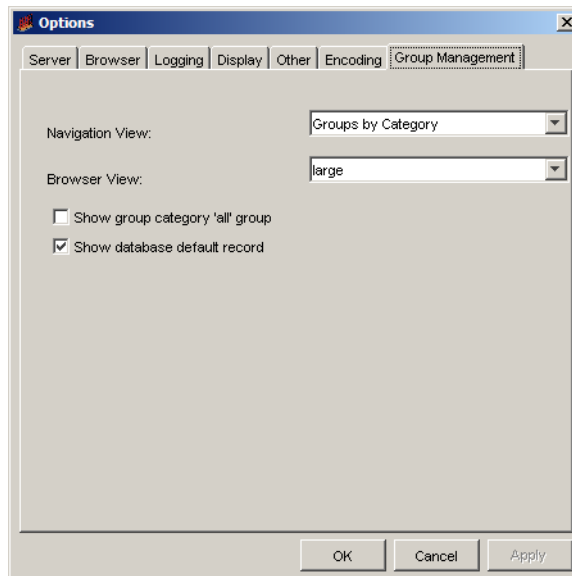 Options
Server Browser Logging Display Other Encoding Group Management
Navigation View: Groups by Category
Browser View: large
Show group category 'all' group
Show database default record
OK Cancel Apply